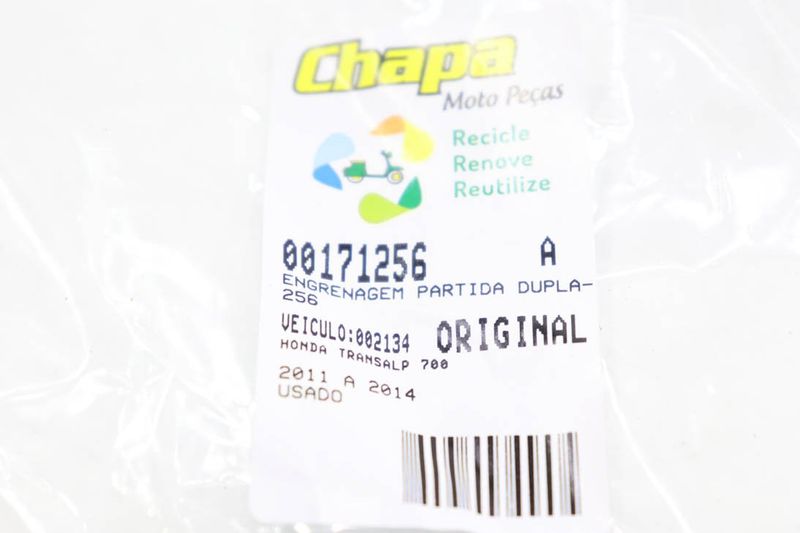 Chapa
Moto Peças
Recicle
Renove
Reutilize
00171256 A
ENGRENAGEM PARTIDA DUPLA-
256
VEICULO:002134 ORIGINAL
HONDA TRANSALP 700
2011 A 2014
USADO